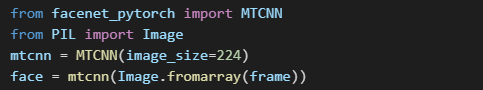 from facenet_pytorch import MTCNN
from PIL import Image
mtcnn = MTCNN(image_size=224)
face = mtcnn(Image.fromarray(frame))